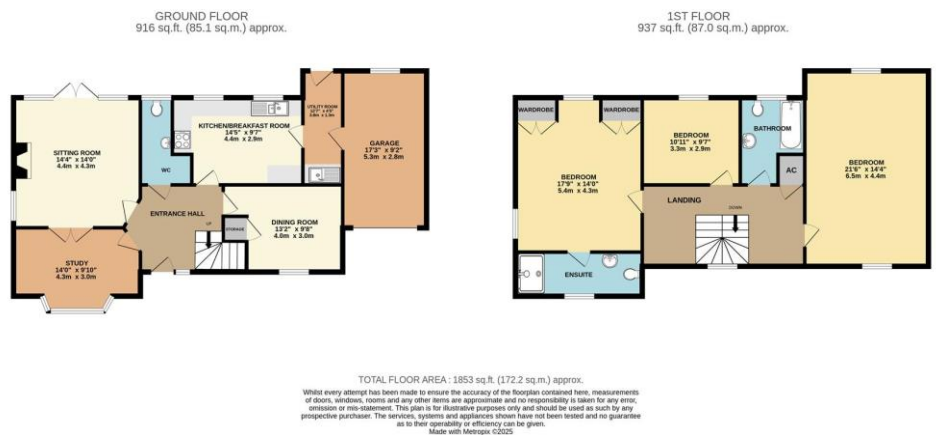 GROUND FLOOR
916 sq.ft. (85.1 sq.m.) approx.
SITTING ROOM
14'4" x 14'0"
4.4m x 4.3m
WC
KITCHEN/BREAKFAST ROOM
14'5" x 9'7"
4.4m x 2.9m
UTILITY ROOM
GARAGE
17'3" x 9'2"
5.3m x 2.8m
ENTRANCE HALL
UP
STORAGE
DINING ROOM
13'2" x 9'8"
4.0m x 3.0m
STUDY
14'0" x 9'10"
4.3m x 3.0m
1ST FLOOR
937 sq.ft. (87.0 sq.m.) approx.
WARDROBE
WARDROBE
BEDROOM
17'9" x 14'0"
5.4m x 4.3m
BEDROOM
10'11" x 9'7"
3.3m x 2.9m
BATHROOM
AC
BEDROOM
21'6" x 14'4"
6.5m x 4.4m
LANDING
DOWN
ENSUITE
TOTAL FLOOR AREA : 1853 sq.ft. (172.2 sq.m.) approx.
Whilst every attempt has been made to ensure the accuracy of the floorplan contained here, measurements
of doors, windows, rooms and any other items are approximate and no responsibility is taken for any error,
omission or mis-statement. This plan is for illustrative purposes only and should be used as such by any
prospective purchaser. The services, systems and appliances shown have not been tested and no guarantee
as to their operability or efficiency can be given.
Made with Metropix ©2025